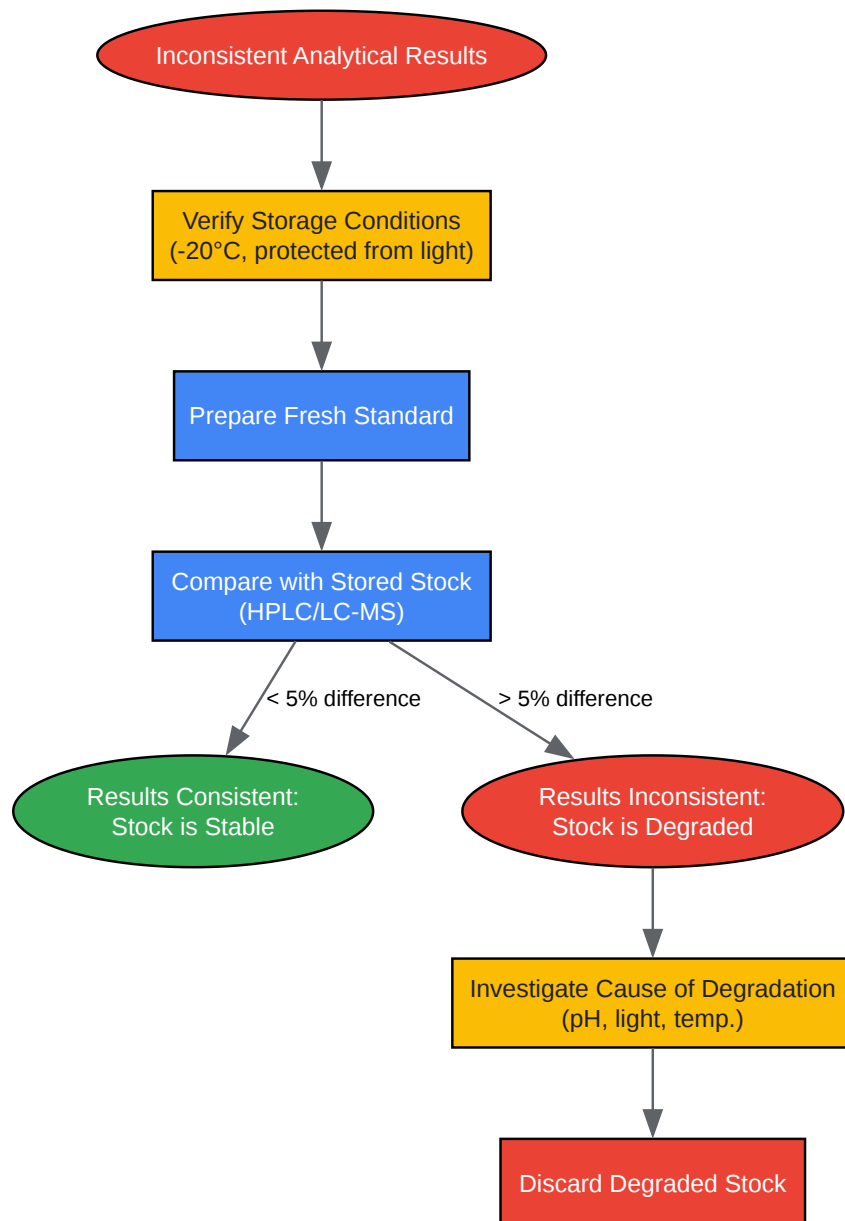 Inconsistent Analytical Results
Verify Storage Conditions
(-20°C, protected from light)
Prepare Fresh Standard
Compare with Stored Stock
(HPLC/LC-MS)
< 5% difference
> 5% difference
Results Consistent:
Stock is Stable
Results Inconsistent:
Stock is Degraded
Investigate Cause of Degradation
(pH, light, temp.)
Discard Degraded Stock